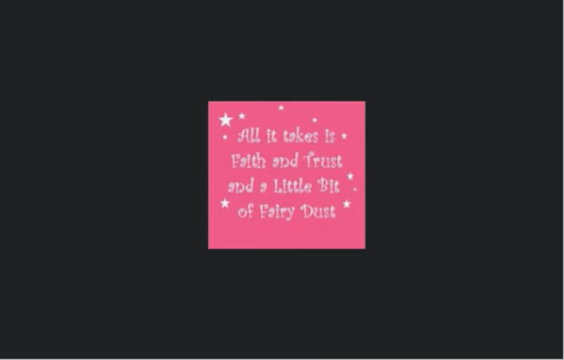 All it takes is
Faith and Trust
and a Little Bit
of Fairy Dust